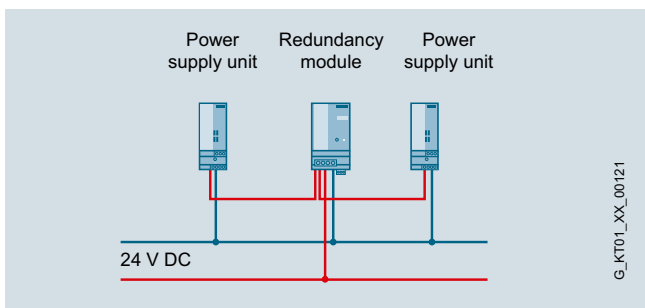 Power
supply unit
Redundancy
module
Power
supply unit
24 V DC
G_KT01_XX_00121